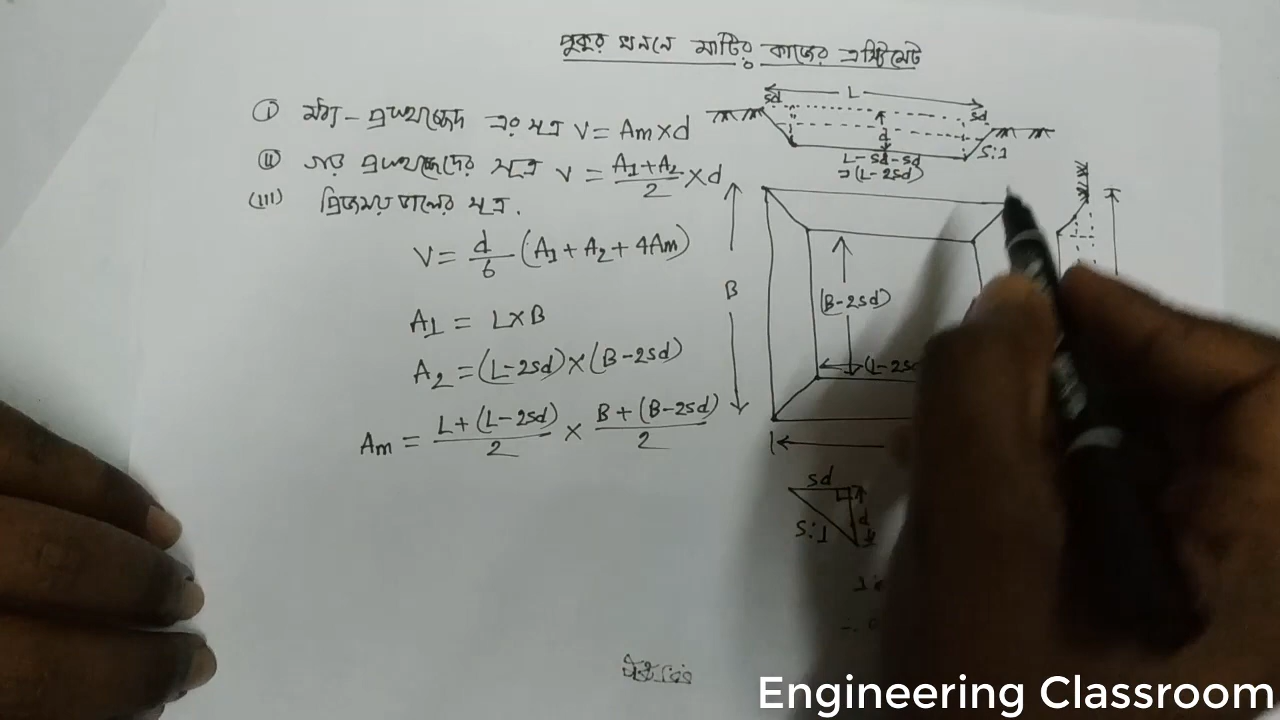 পুকুর খননে মাটির কাজের এস্টিমেট
(i) মধ্য-প্রস্থচ্ছেদ এর সূত্র V = Am×d
(ii) গড় প্রস্থচ্ছেদের সূত্র V = (A₁+A₂)/2 × d
(iii) প্রিজময়ডালের সূত্র.
V = d/6 (A₁ + A₂ + 4Am)
A₁ = L×B
A₂ = (L-2sd)×(B-2sd)
Am = (L+(L-2sd))/2 × (B+(B-2sd))/2
L
sd
sd
d
S:1
L-sd-sd
=(L-2sd)
B
(B-2sd)
(L-2sd
sd
d
S:1
Engineering Classroom